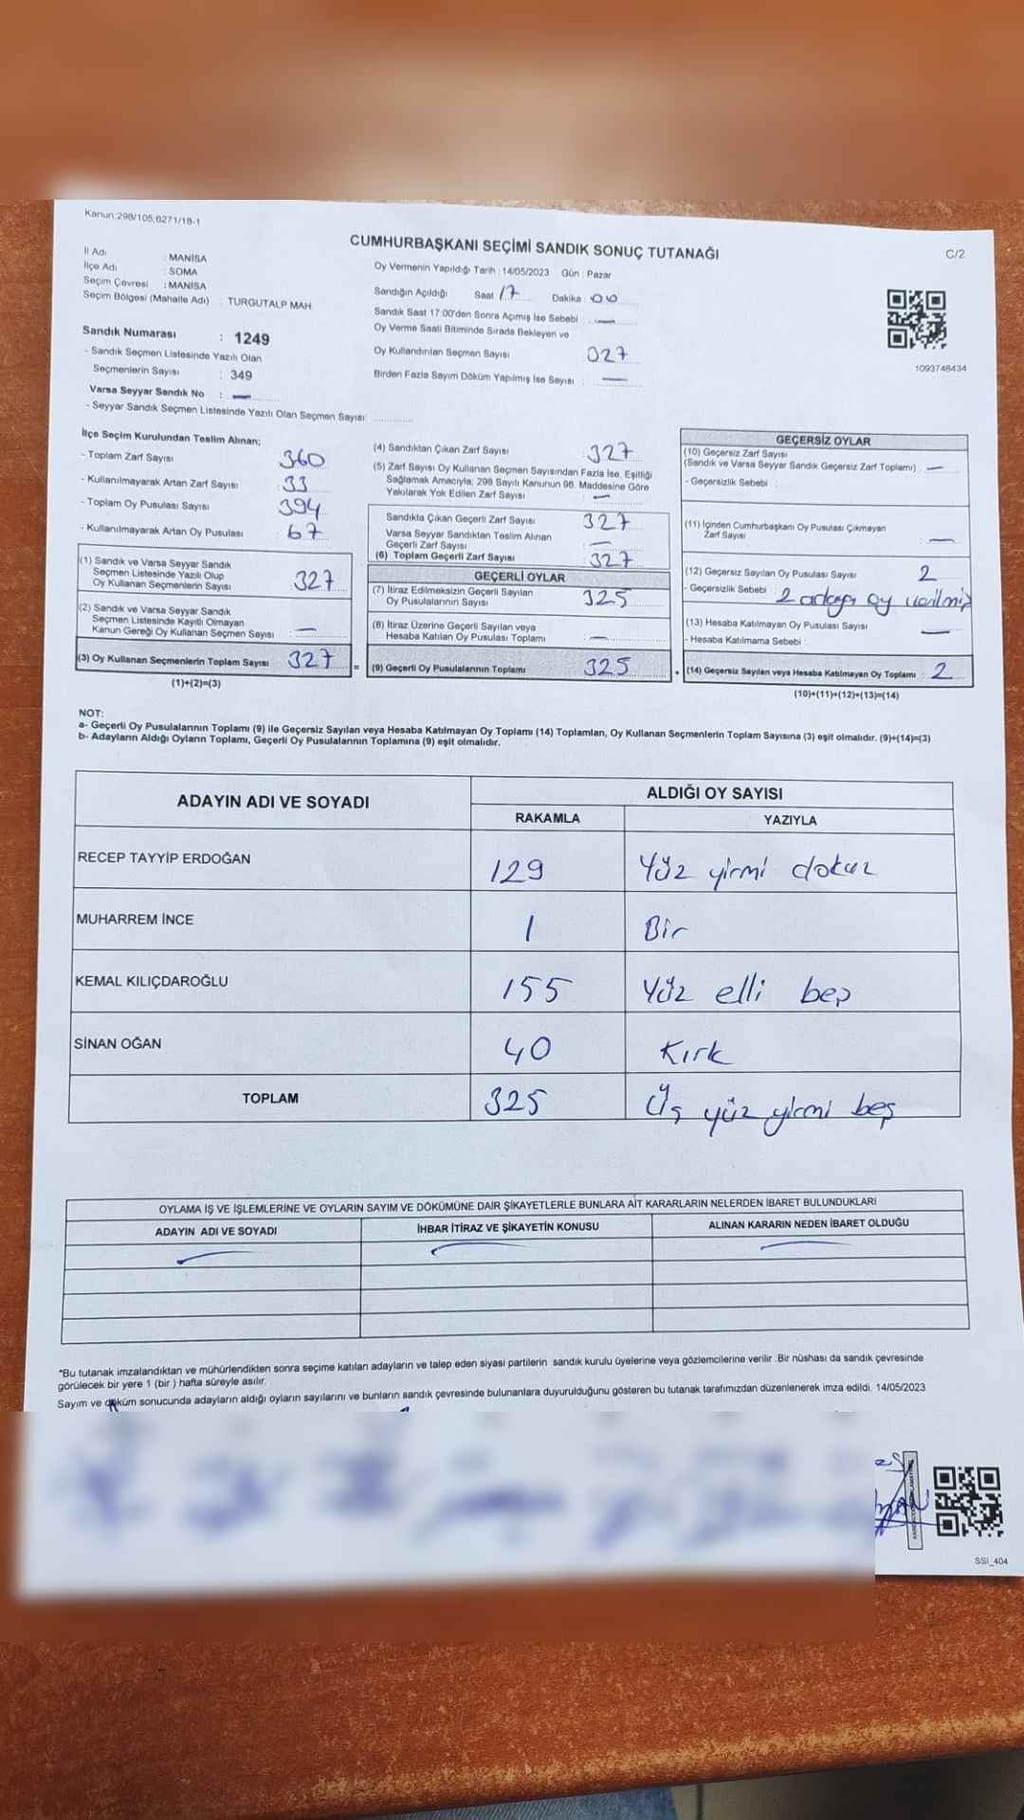 Kanun:298/105,6271/18-1
CUMHURBAŞKANI SEÇİMİ SANDIK SONUÇ TUTANAĞI
C/2
İl Adı : MANİSA
İlçe Adı : SOMA
Seçim Çevresi : MANİSA
Seçim Bölgesi (Mahalle Adı) : TURGUTALP MAH.
Sandık Numarası : 1249
- Sandık Seçmen Listesinde Yazılı Olan
Seçmenlerin Sayısı : 349
Varsa Seyyar Sandık No : —
- Seyyar Sandık Seçmen Listesinde Yazılı Olan Seçmen Sayısı
Oy Vermenin Yapıldığı Tarih : 14/05/2023 Gün : Pazar
Sandığın Açıldığı Saat 17 Dakika : 00
Sandık Saat 17:00'den Sonra Açımış İse Sebebi : —
Oy Verme Saati Bitiminde Sırada Bekleyen ve
Oy Kullandırılan Seçmen Sayısı 027
Birden Fazla Sayım Döküm Yapılmış İse Sayısı : —
1093746434
İlçe Seçim Kurulundan Teslim Alınan;
- Toplam Zarf Sayısı 360
- Kullanılmayarak Artan Zarf Sayısı : 33
- Toplam Oy Pusulası Sayısı : 394
- Kullanılmayarak Artan Oy Pusulası : 67
(1) Sandık ve Varsa Seyyar Sandık
Seçmen Listesinde Yazılı Olup
Oy Kullanan Seçmenlerin Sayısı : 327
(2) Sandık ve Varsa Seyyar Sandık
Seçmen Listesinde Kayıtlı Olmayan
Kanun Gereği Oy Kullanan Seçmen Sayısı : —
(3) Oy Kullanan Seçmenlerin Toplam Sayısı 327
(1)+(2)=(3)
(4) Sandıktan Çıkan Zarf Sayısı 327
(5) Zarf Sayısı Oy Kullanan Seçmen Sayısından Fazla İse, Eşitliği
Sağlamak Amacıyla, 298 Sayılı Kanunun 98. Maddesine Göre
Yakılarak Yok Edilen Zarf Sayısı —
Sandıkta Çıkan Geçerli Zarf Sayısı 327
Varsa Seyyar Sandıktan Teslim Alınan
Geçerli Zarf Sayısı —
(6) Toplam Geçerli Zarf Sayısı 327
GEÇERLİ OYLAR
(7) İtiraz Edilmeksizin Geçerli Sayılan
Oy Pusulalarının Sayısı 325
(8) İtiraz Üzerine Geçerli Sayılan veya
Hesaba Katılan Oy Pusulası Toplamı —
= (9) Geçerli Oy Pusulalarının Toplamı 325
GEÇERSİZ OYLAR
(10) Geçersiz Zarf Sayısı
(Sandık ve Varsa Seyyar Sandık Geçersiz Zarf Toplamı) : —
- Geçersizlik Sebebi :
(11) İçinden Cumhurbaşkanı Oy Pusulası Çıkmayan
Zarf Sayısı —
(12) Geçersiz Sayılan Oy Pusulası Sayısı 2
- Geçersizlik Sebebi : 2 adaya oy verilmiş
(13) Hesaba Katılmayan Oy Pusulası Sayısı : —
- Hesaba Katılmama Sebebi :
+ (14) Geçersiz Sayılan veya Hesaba Katılmayan Oy Toplamı : 2
(10)+(11)+(12)+(13)=(14)
NOT:
a- Geçerli Oy Pusulalarının Toplamı (9) ile Geçersiz Sayılan veya Hesaba Katılmayan Oy Toplamı (14) Toplamları, Oy Kullanan Seçmenlerin Toplam Sayısına (3) eşit olmalıdır. (9)+(14)=(3)
b- Adayların Aldığı Oyların Toplamı, Geçerli Oy Pusulalarının Toplamına (9) eşit olmalıdır.
ADAYIN ADI VE SOYADI ALDIĞI OY SAYISI
RAKAMLA YAZIYLA
RECEP TAYYİP ERDOĞAN 129 Yüz yirmi dokuz
MUHARREM İNCE 1 Bir
KEMAL KILIÇDAROĞLU 155 Yüz elli beş
SİNAN OĞAN 40 Kırk
TOPLAM 325 Üç yüz yirmi beş
OYLAMA İŞ VE İŞLEMLERİNE VE OYLARIN SAYIM VE DÖKÜMÜNE DAİR ŞİKAYETLERLE BUNLARA AİT KARARLARIN NELERDEN İBARET BULUNDUKLARI
ADAYIN ADI VE SOYADI İHBAR İTİRAZ VE ŞİKAYETİN KONUSU ALINAN KARARIN NEDEN İBARET OLDUĞU
*Bu tutanak imzalandıktan ve mühürlendikten sonra seçime katılan adayların ve talep eden siyasi partilerin sandık kurulu üyelerine veya gözlemcilerine verilir. Bir nüshası da sandık çevresinde
görülecek bir yere 1 (bir) hafta süreyle asılır.
Sayım ve döküm sonucunda adayların aldığı oyların sayılarını ve bunların sandık çevresinde bulunanlara duyurulduğunu gösteren bu tutanak tarafımızdan düzenlenerek imza edildi. 14/05/2023
SSI_404